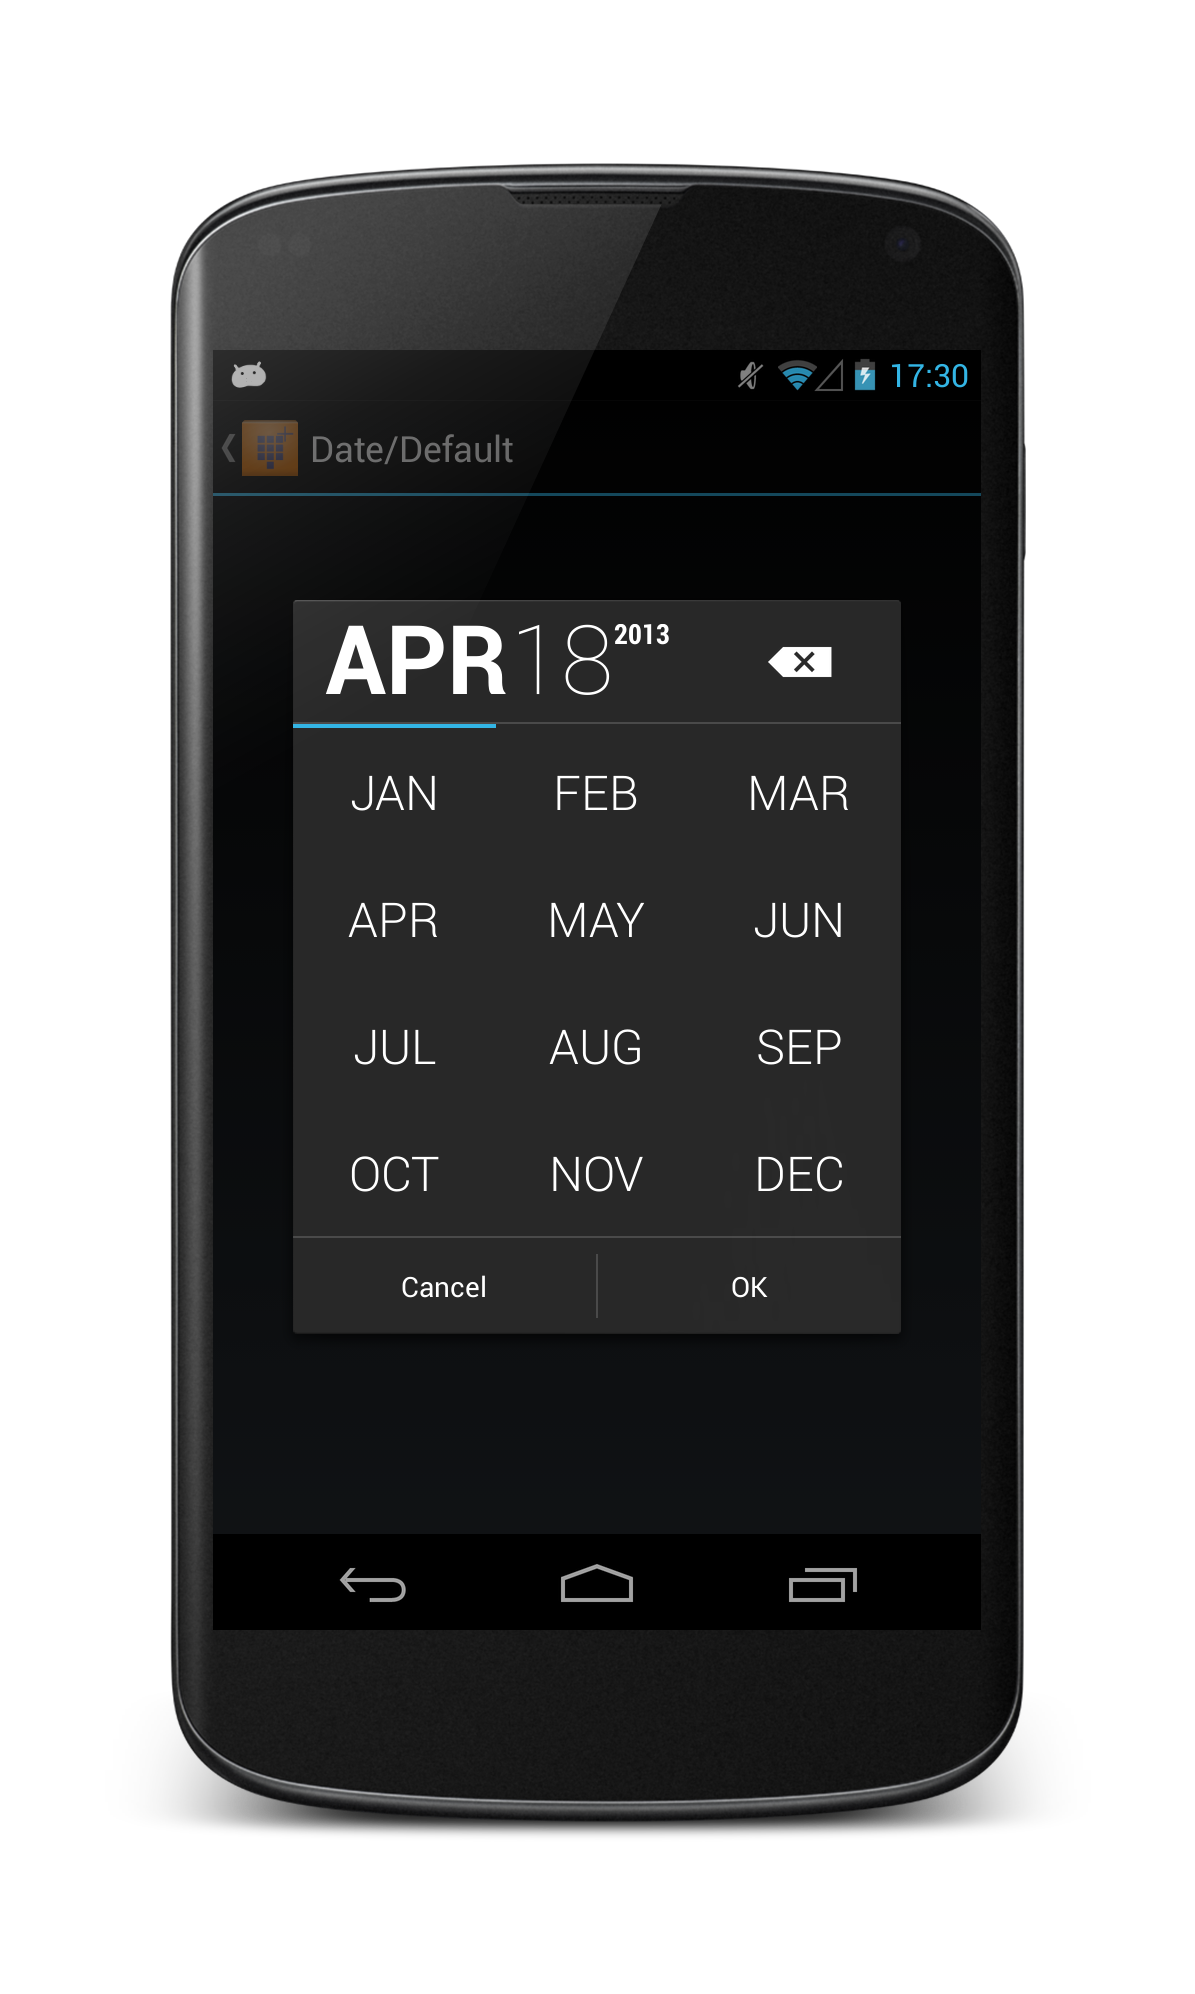 17:30
Date/Default
APR 18 2013
JAN FEB MAR
APR MAY JUN
JUL AUG SEP
OCT NOV DEC
Cancel OK